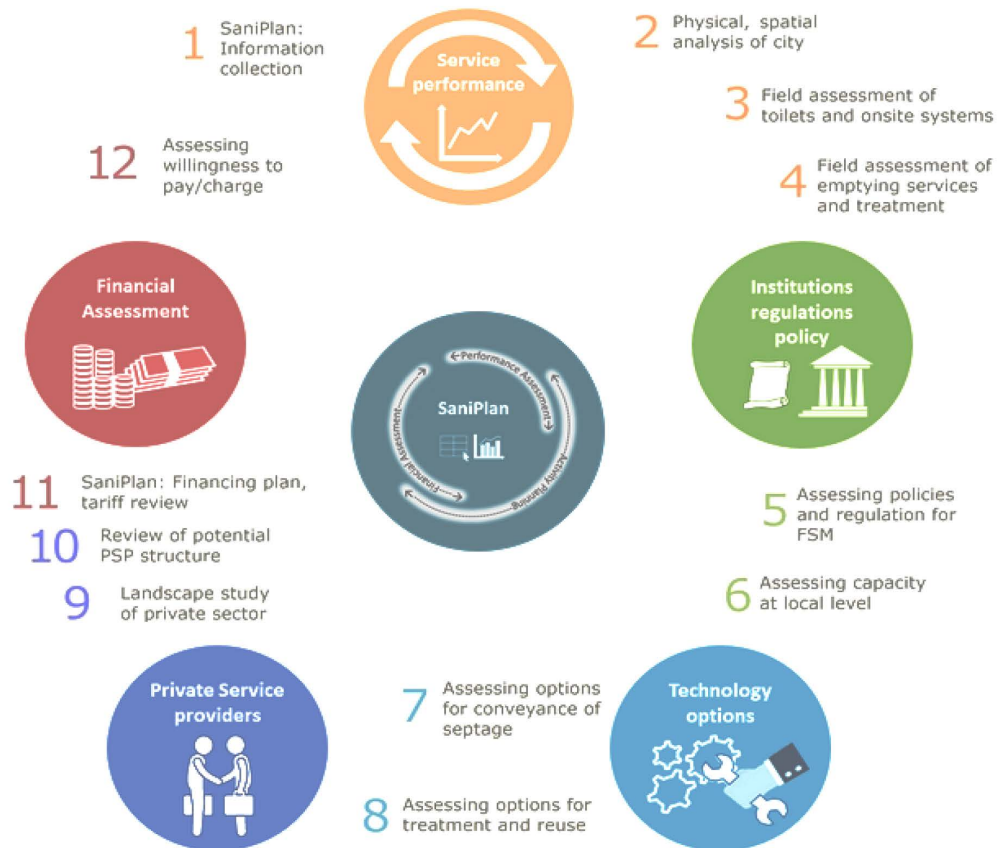 1
SaniPlan:
Information
collection
Service
performance
2
Physical, spatial
analysis of city
3
Field assessment of
toilets and onsite systems
4
Field assessment of
emptying services
and treatment
12
Assessing
willingness to
pay/charge
Financial
Assessment
Institutions
regulations
policy
SaniPlan
Performance Assessment
Activity Planning
Financial Assessment
11
SaniPlan: Financing plan,
tariff review
10
Review of potential
PSP structure
9
Landscape study
of private sector
5
Assessing policies
and regulation for
FSM
6
Assessing capacity
at local level
Private Service
providers
7
Assessing options
for conveyance of
septage
Technology
options
8
Assessing options for
treatment and reuse